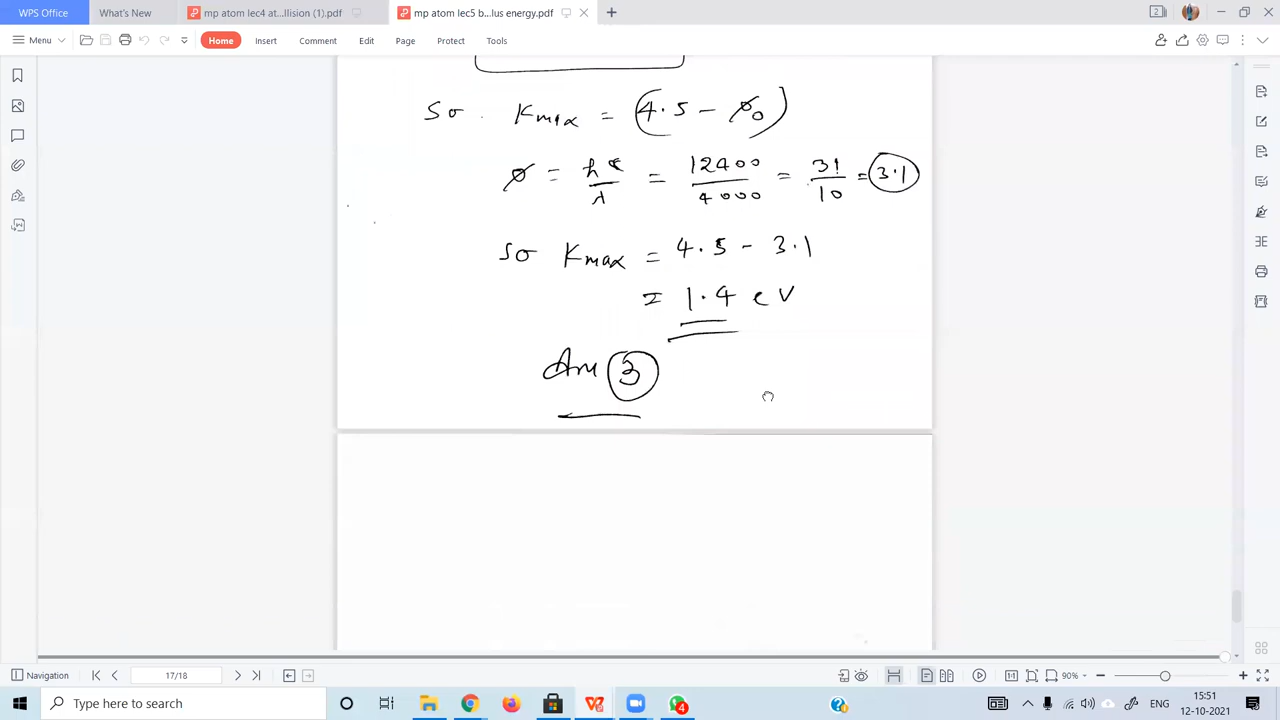 WPS Office What's New mp atom lec4 at...llision (1).pdf mp atom lec5 b...lus energy.pdf
Menu Home Insert Comment Edit Page Protect Tools
So Kmax = (4.5 - φ0)
φ = hc/λ = 12400/4000 = 31/10 = 3.1
So Kmax = 4.5 - 3.1
= 1.4 eV
Ans 3
Navigation 17/18 90%
Type here to search 4 ENG 15:51
12-10-2021